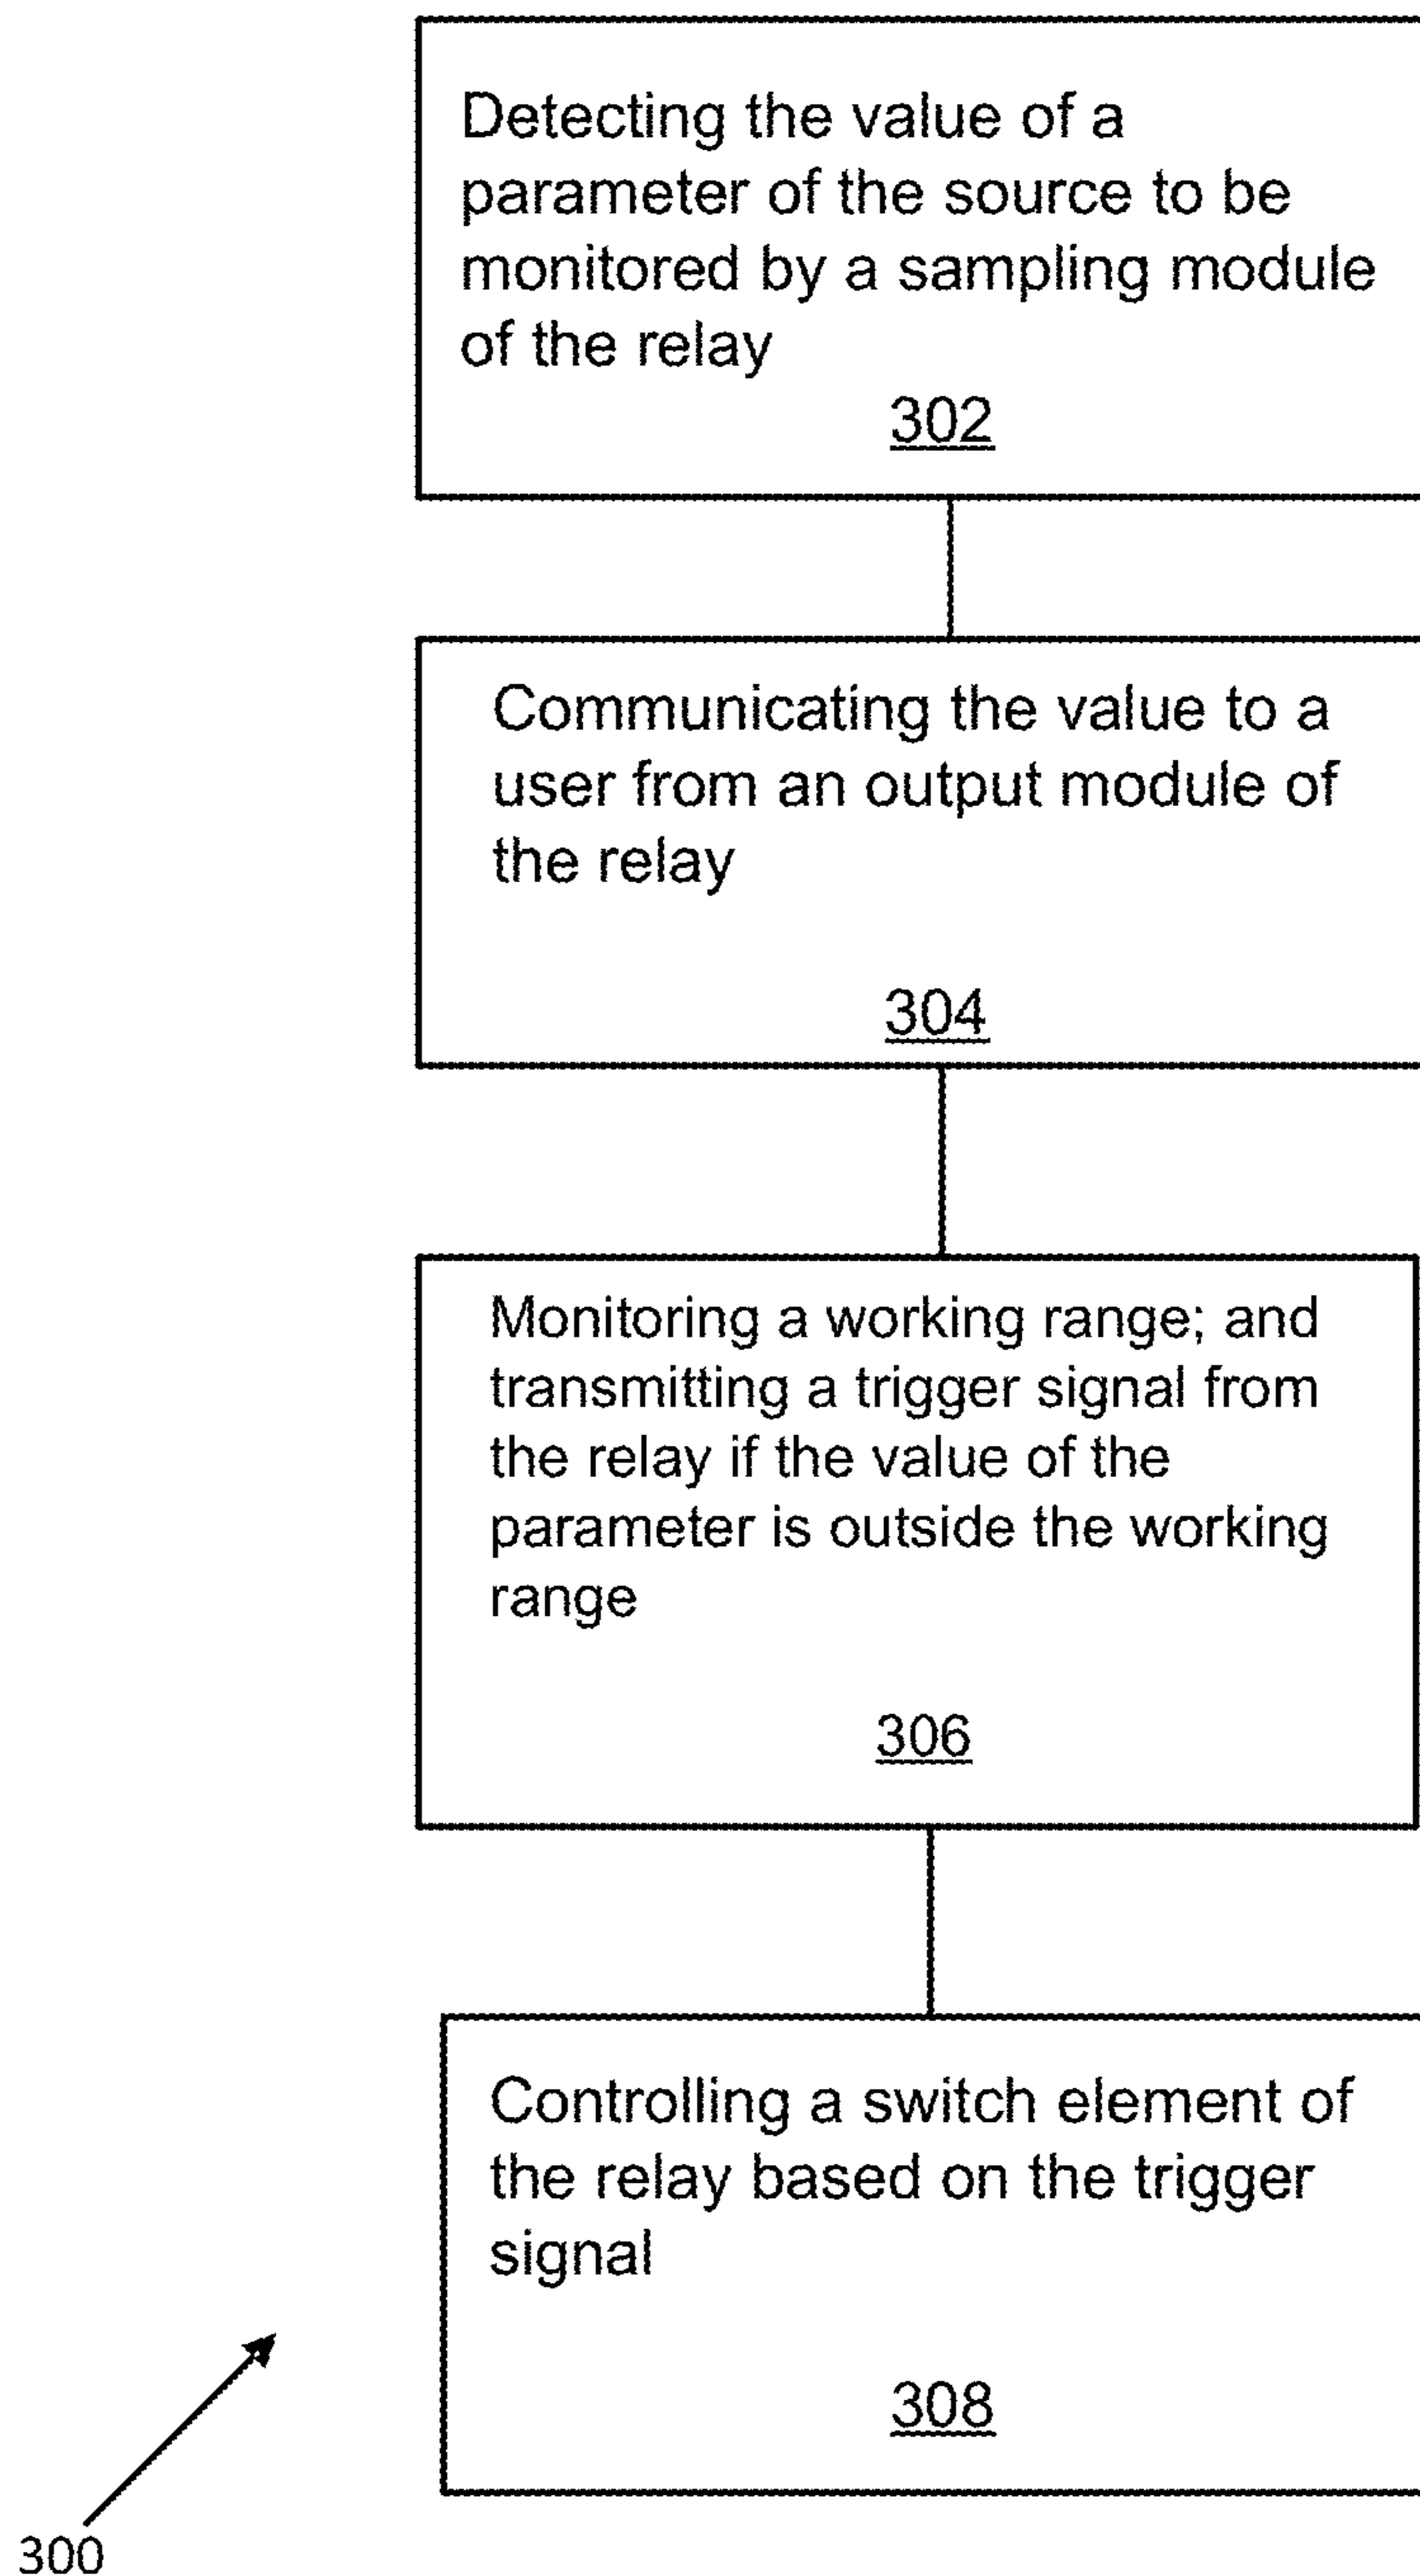 Detecting the value of a
parameter of the source to be
monitored by a sampling module
of the relay
302
Communicating the value to a
user from an output module of
the relay
304
Monitoring a working range; and
transmitting a trigger signal from
the relay if the value of the
parameter is outside the working
range
306
Controlling a switch element of
the relay based on the trigger
signal
308
300